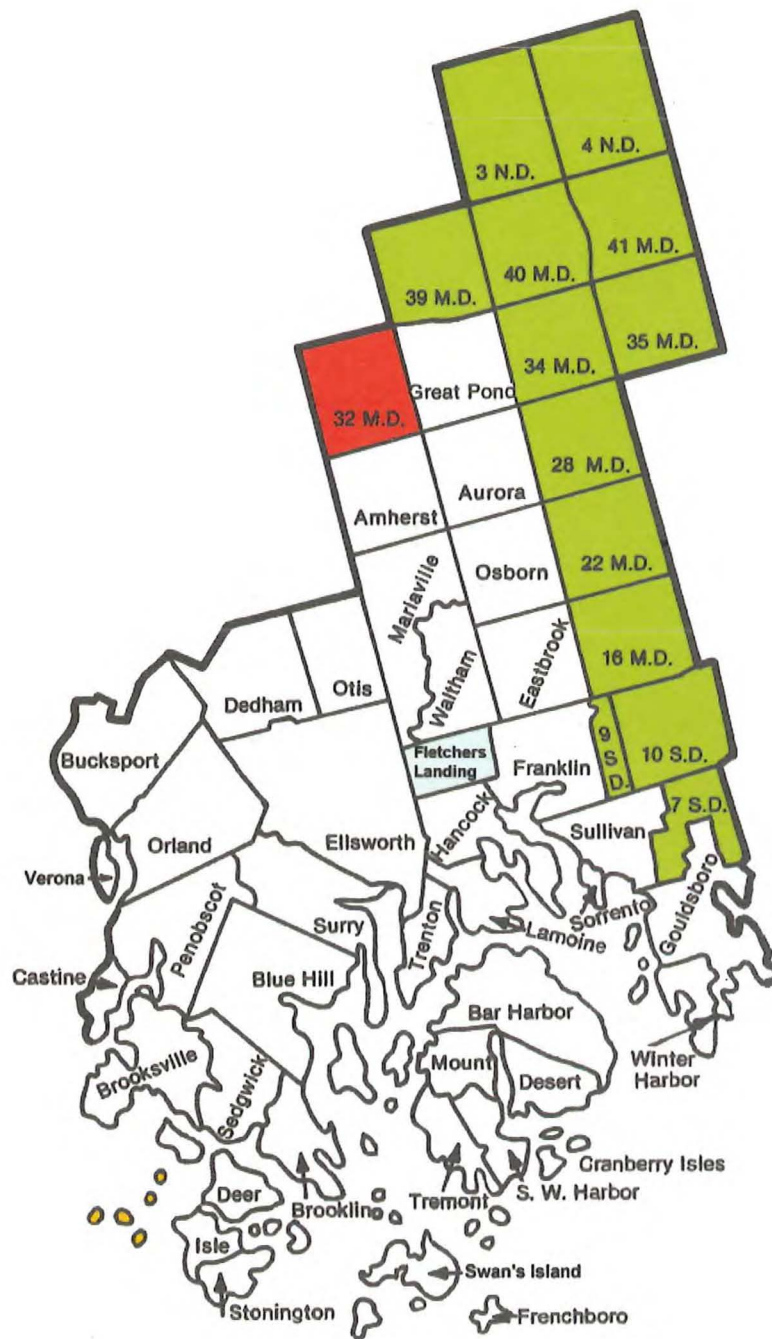 4 N.D.
3 N.D.
41 M.D.
40 M.D.
39 M.D.
35 M.D.
34 M.D.
Great Pond
32 M.D.
28 M.D.
Aurora
Amherst
22 M.D.
Osborn
Mariaville
16 M.D.
Eastbrook
Waltham
Otis
Dedham
9
S
D.
10 S.D.
Fletchers
Landing
Franklin
Bucksport
7 S.D.
Hancock
Sullivan
Ellsworth
Orland
Verona
Gouldsboro
Sorrento
Lamoine
Surry
Trenton
Penobscot
Castine
Blue Hill
Bar Harbor
Winter
Harbor
Mount
Desert
Brooksville
Sedgwick
Cranberry Isles
S. W. Harbor
Tremont
Brooklin
Deer
Isle
Swan's Island
Stonington
Frenchboro